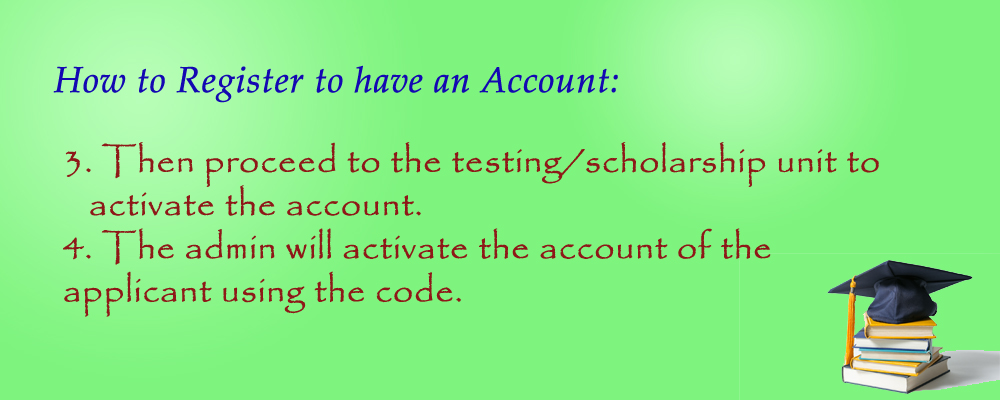 How to Register to have an Account:
3. Then proceed to the testing/scholarship unit to
activate the account.
4. The admin will activate the account of the
applicant using the code.